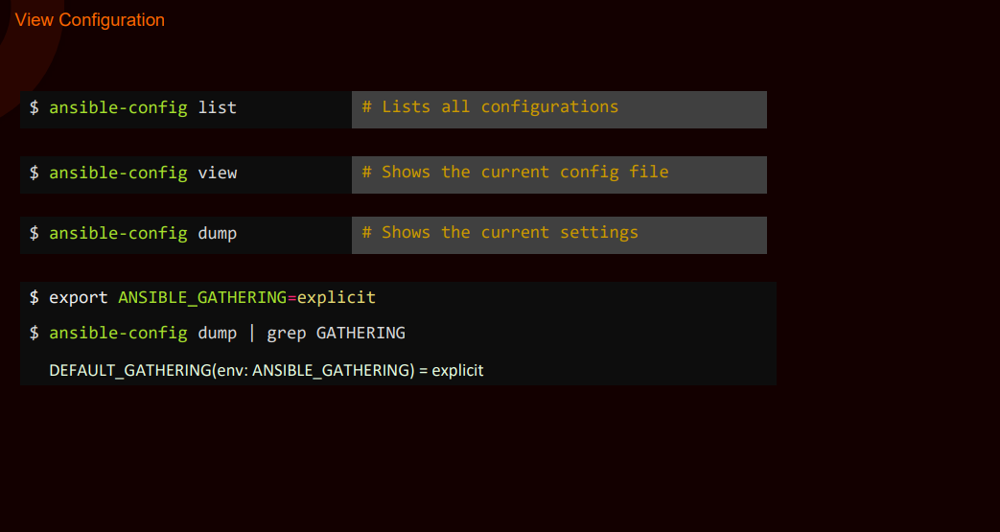 View Configuration
$ ansible-config list # Lists all configurations
$ ansible-config view # Shows the current config file
$ ansible-config dump # Shows the current settings
$ export ANSIBLE_GATHERING=explicit
$ ansible-config dump | grep GATHERING
DEFAULT_GATHERING(env: ANSIBLE_GATHERING) = explicit